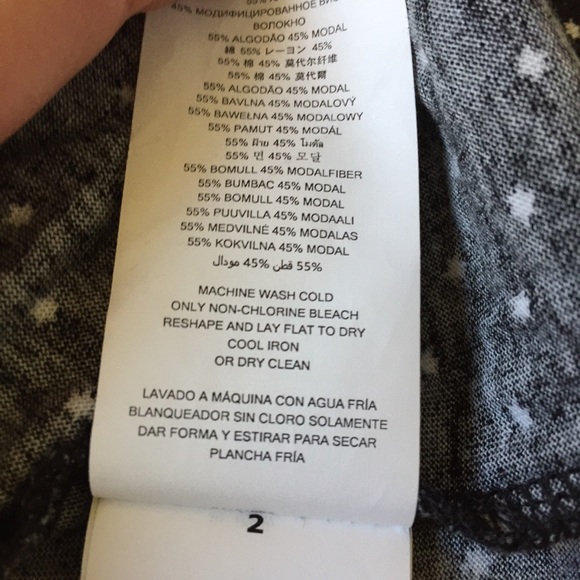 55%
45% МОДИФИЦИРОВАННОЕ ВИС
ВОЛОКНО
55% ALGODÃO 45% MODAL
綿 55% レーヨン 45%
55% 棉 45% 莫代尔纤维
55% 棉 45% 莫代爾
55% ALGODÃO 45% MODAL
55% BAVLNA 45% MODALOVÝ
55% BAWEŁNA 45% MODALOWY
55% PAMUT 45% MODÁL
55% ฝ้าย 45% โมดัล
55% 면 45% 모달
55% BOMULL 45% MODALFIBER
55% BUMBAC 45% MODAL
55% BOMULL 45% MODAL
55% PUUVILLA 45% MODAALI
55% MEDVILNĖ 45% MODALAS
55% KOKVILNA 45% MODAL
55% قطن 45% مودال
MACHINE WASH COLD
ONLY NON-CHLORINE BLEACH
RESHAPE AND LAY FLAT TO DRY
COOL IRON
OR DRY CLEAN
LAVADO A MÁQUINA CON AGUA FRÍA
BLANQUEADOR SIN CLORO SOLAMENTE
DAR FORMA Y ESTIRAR PARA SECAR
PLANCHA FRÍA
2